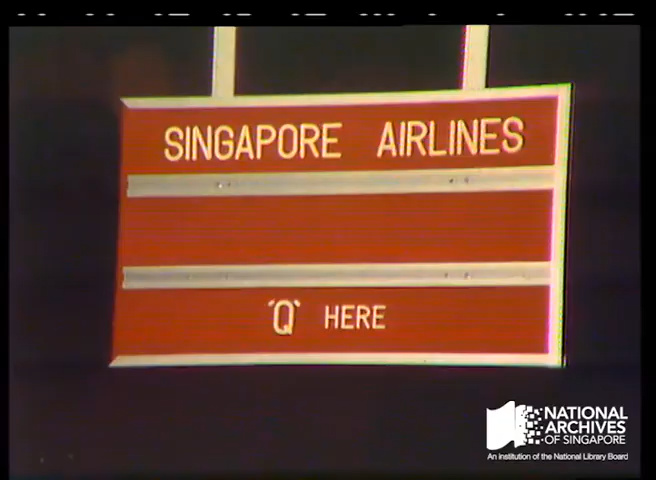 SINGAPORE AIRLINES
'Q' HERE
NATIONAL
ARCHIVES
OF SINGAPORE
An institution of the National Library Board